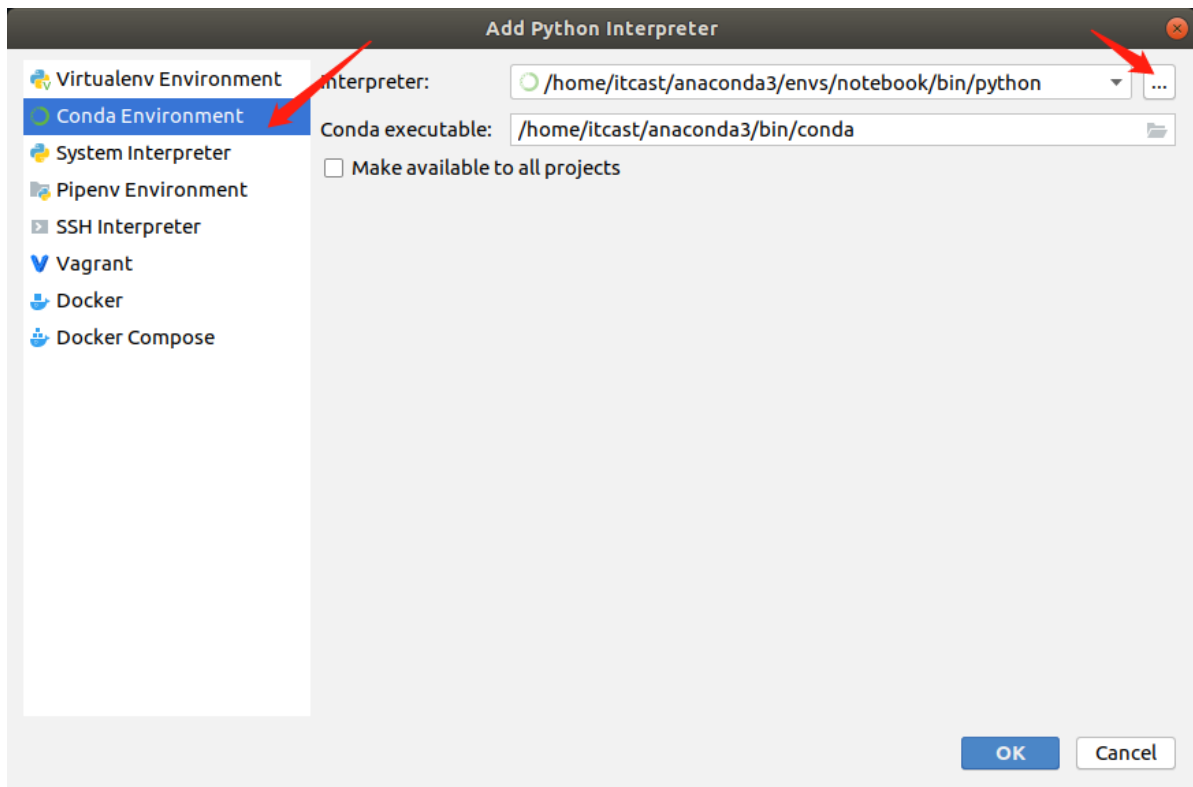 Add Python Interpreter
Virtualenv Environment
Conda Environment
System Interpreter
Pipenv Environment
SSH Interpreter
Vagrant
Docker
Docker Compose
Interpreter: /home/itcast/anaconda3/envs/notebook/bin/python ...
Conda executable: /home/itcast/anaconda3/bin/conda
Make available to all projects
OK Cancel